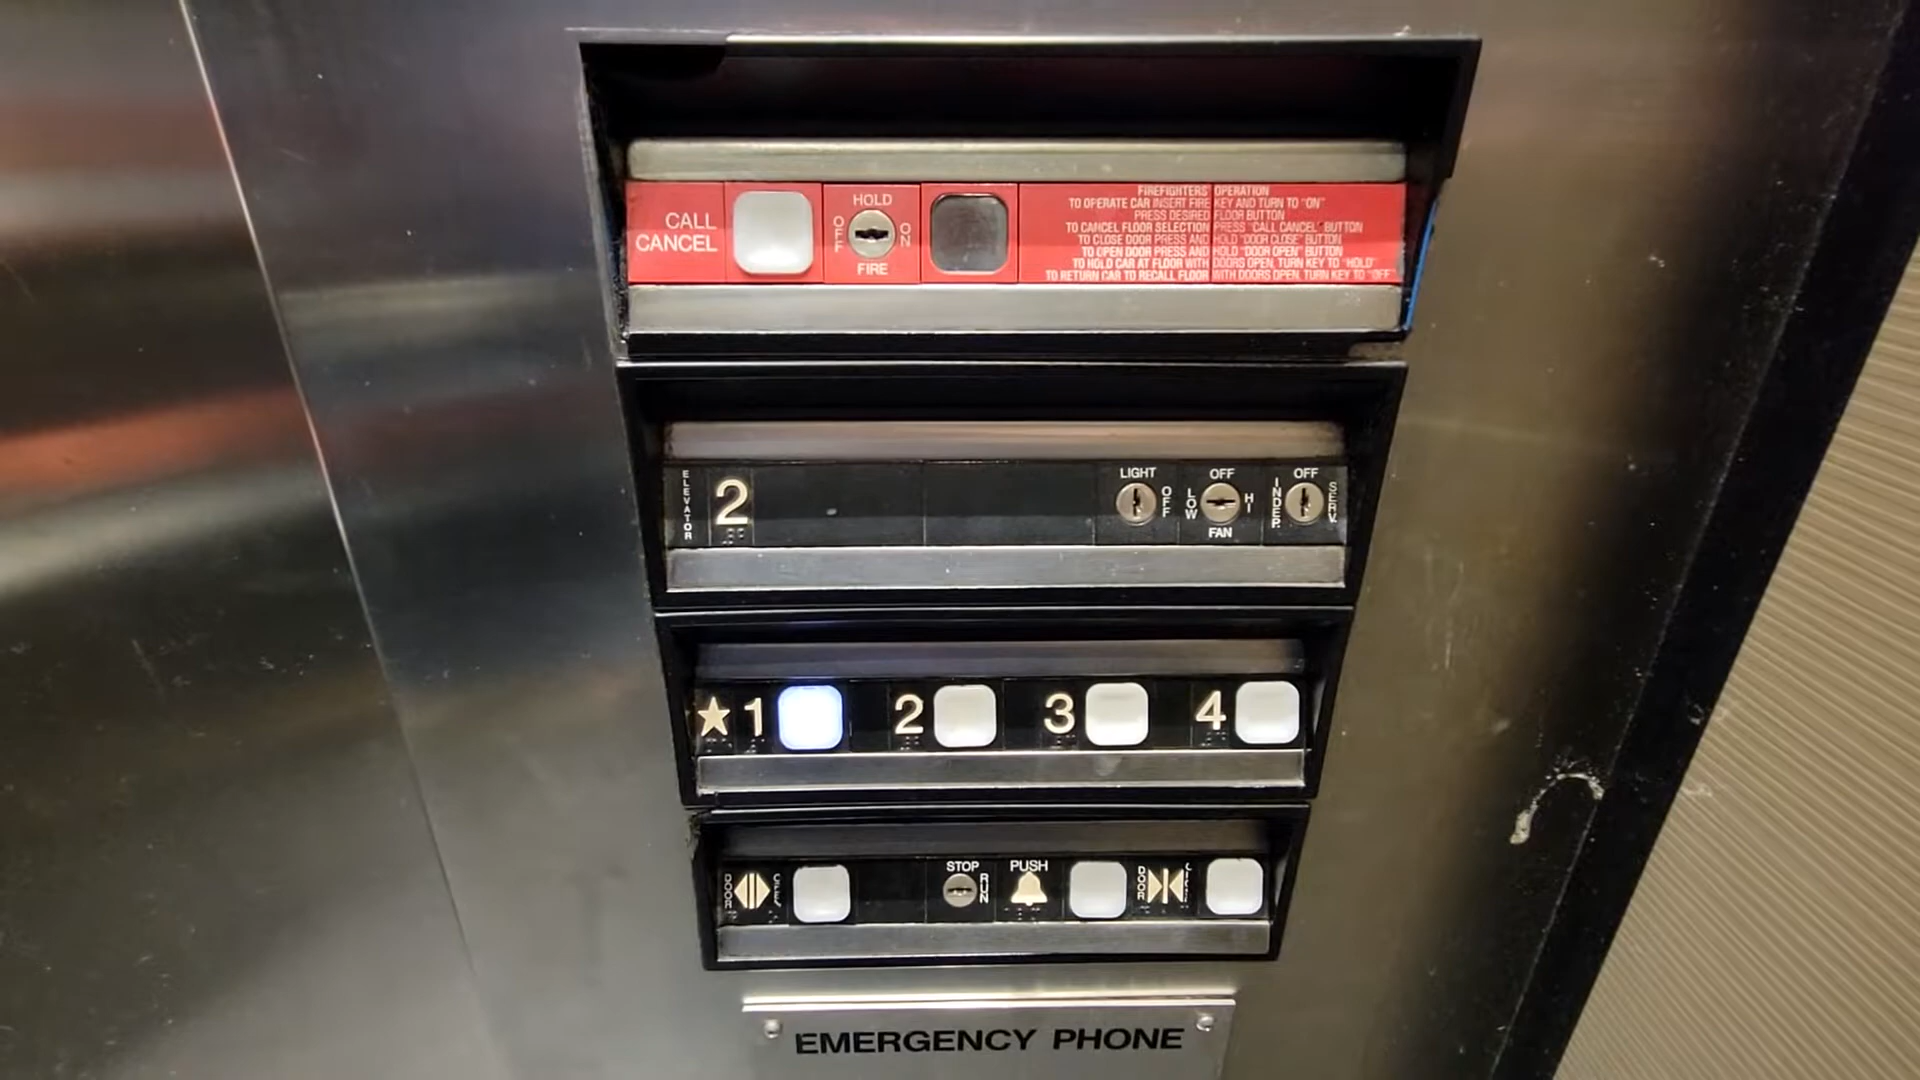 CALL
CANCEL
HOLD
OFF
ON
FIRE
FIREFIGHTERS' OPERATION
TO OPERATE CAR INSERT FIRE KEY AND TURN TO "ON"
PRESS DESIRED FLOOR BUTTON
TO CANCEL FLOOR SELECTION PRESS "CALL CANCEL" BUTTON
TO CLOSE DOOR PRESS AND HOLD "DOOR CLOSE" BUTTON
TO OPEN DOOR PRESS AND HOLD "DOOR OPEN" BUTTON
TO HOLD CAR AT FLOOR WITH DOORS OPEN, TURN KEY TO "HOLD"
TO RETURN CAR TO RECALL FLOOR WITH DOORS OPEN, TURN KEY TO "OFF"
ELEVATOR
2
LIGHT
OFF
OFF
LOW
HI
FAN
OFF
INDEP.
SERV.
★1
2
3
4
DOOR
STOP
RUN
PUSH
DOOR
EMERGENCY PHONE